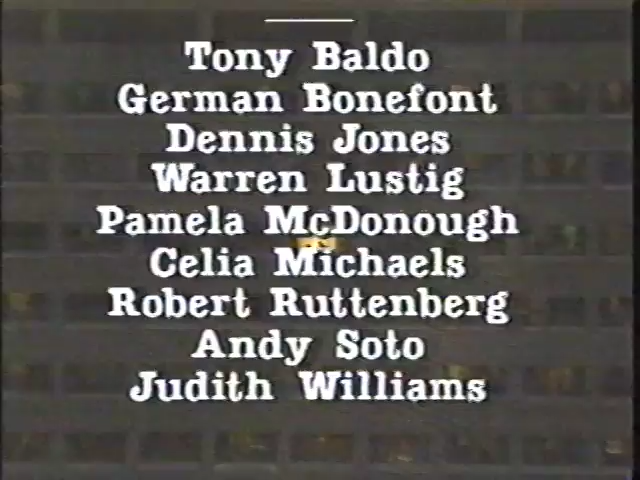 Tony Baldo
German Bonefont
Dennis Jones
Warren Lustig
Pamela McDonough
Celia Michaels
Robert Ruttenberg
Andy Soto
Judith Williams